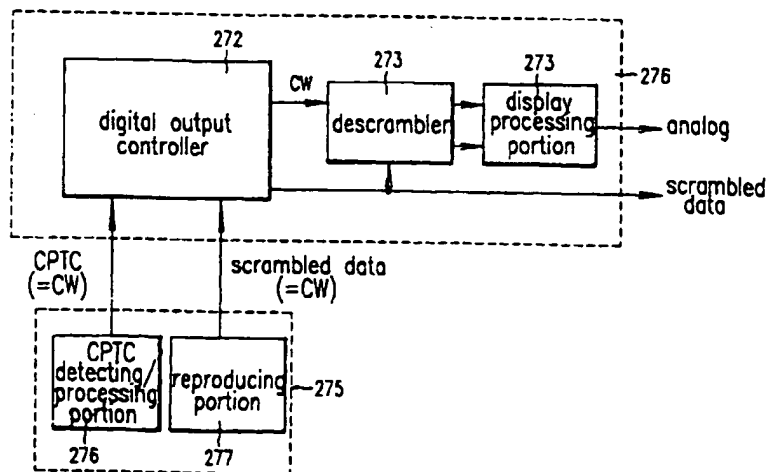 272
digital output
controller
CW
273
descrambler
273
display
processing
portion
276
analog
scrambled
data
CPTC
(=CW)
scrambled data
(=CW)
CPTC
detecting/
processing
portion
276
reproducing
portion
277
275